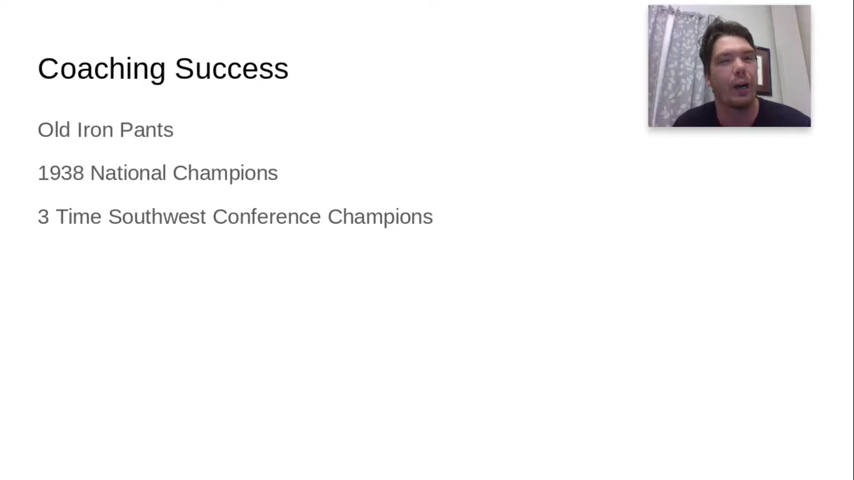 Coaching Success
Old Iron Pants
1938 National Champions
3 Time Southwest Conference Champions